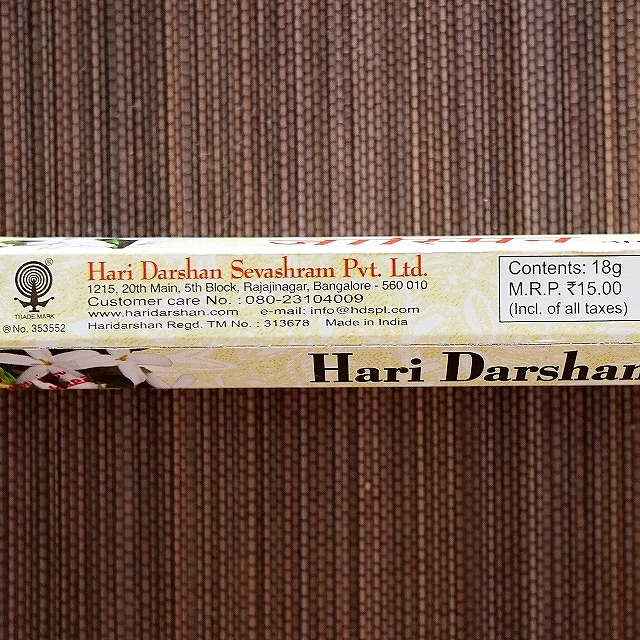 Hari Darshan Sevashram Pvt. Ltd.
1215, 20th Main, 5th Block, Rajajinagar, Bangalore - 560 010
Customer care No. : 080-23104009
www.haridarshan.com e-mail: info@hdspl.com
Haridarshan Regd. TM No. : 313678 Made in India
®
TRADE MARK
® No. 353552
Contents: 18g
M.R.P. ₹15.00
(Incl. of all taxes)
Hari Darshan